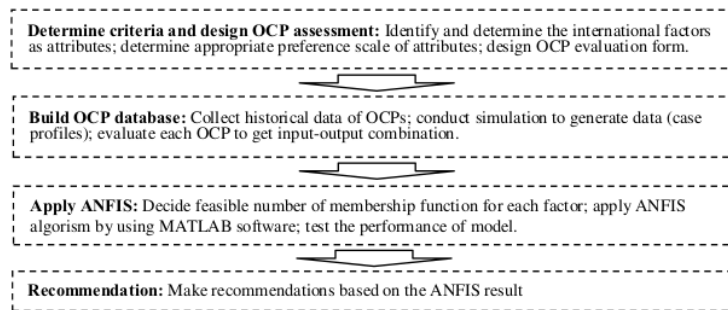 Determine criteria and design OCP assessment: Identify and determine the international factors
as attributes; determine appropriate preference scale of attributes; design OCP evaluation form.
Build OCP database: Collect historical data of OCPs; conduct simulation to generate data (case
profiles); evaluate each OCP to get input-output combination.
Apply ANFIS: Decide feasible number of membership function for each factor; apply ANFIS
algorism by using MATLAB software; test the performance of model.
Recommendation: Make recommendations based on the ANFIS result